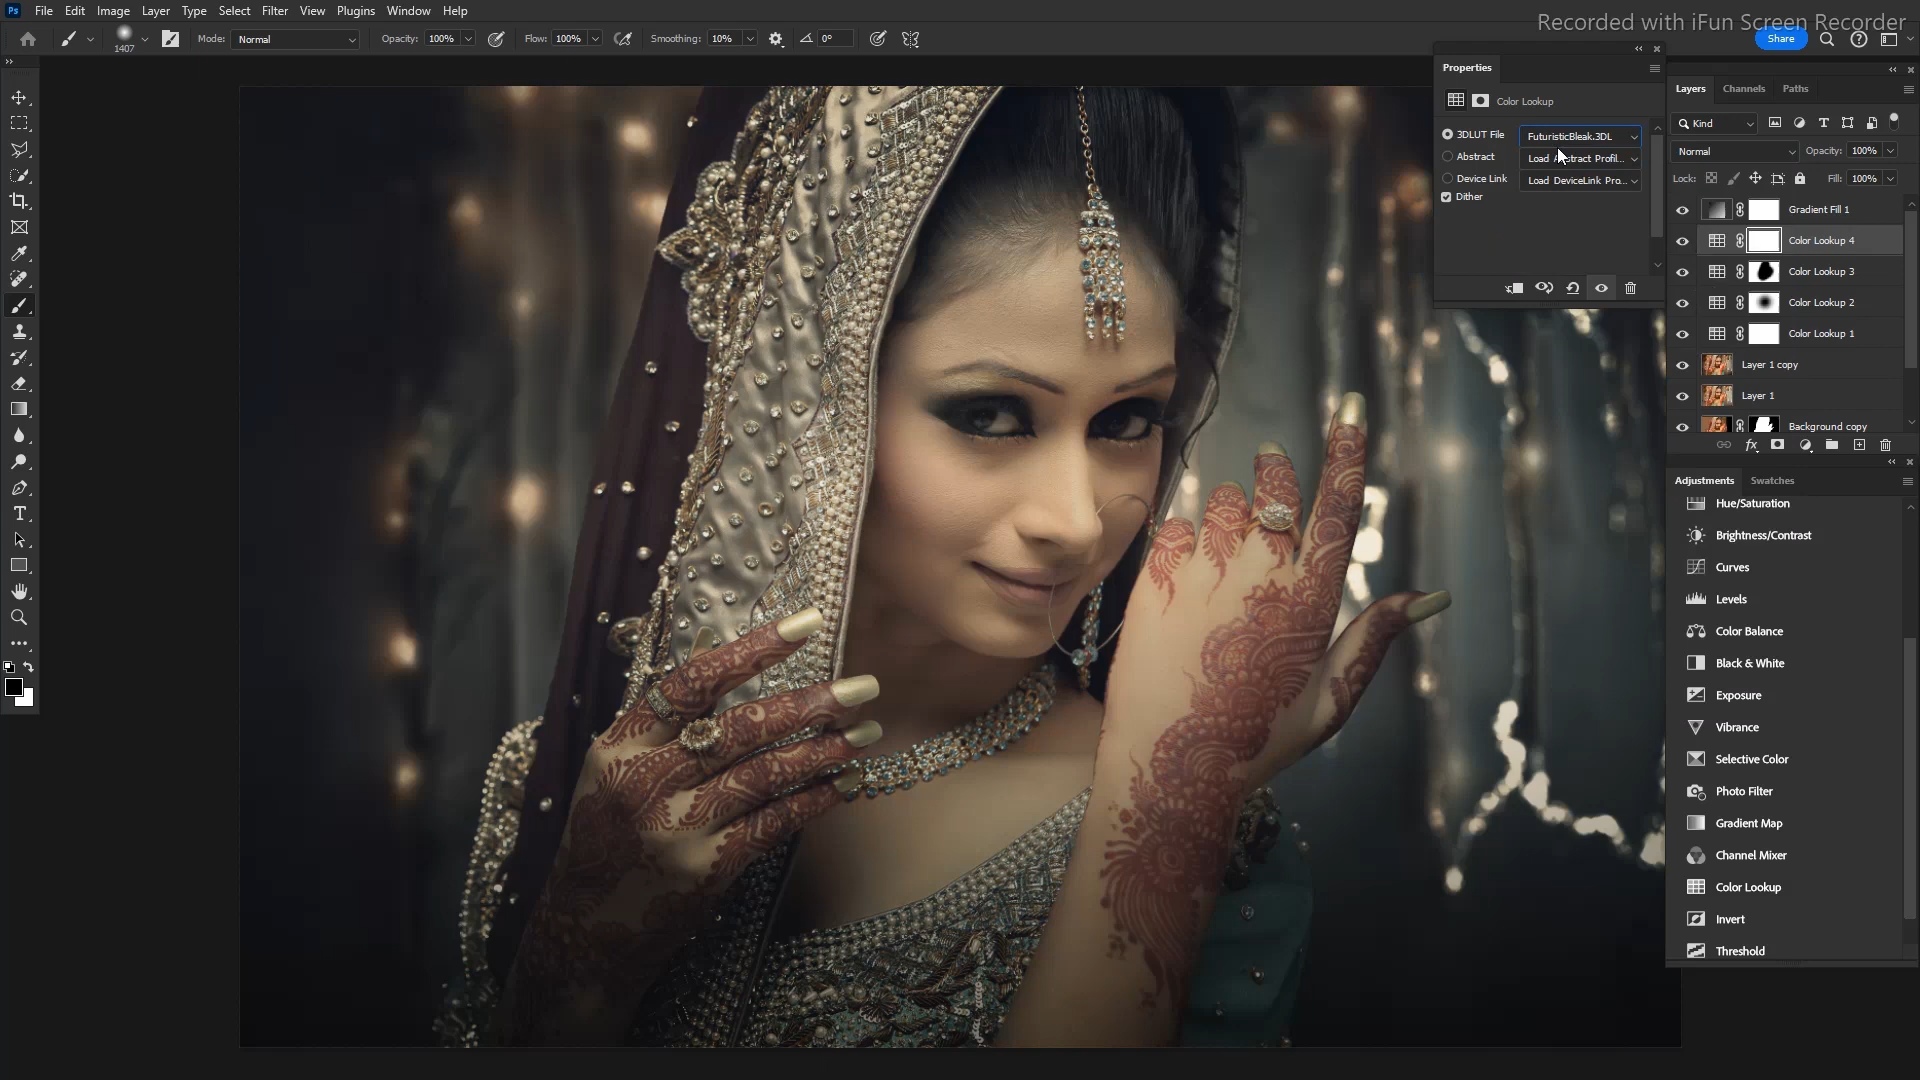 Ps File Edit Image Layer Type Select Filter View Plugins Window Help
Recorded with iFun Screen Recorder
1407 Mode: Normal Opacity: 100% Flow: 100% Smoothing: 10% 0° Share
Properties
Color Lookup
3DLUT File FuturisticBleak.3DL
Abstract Load Abstract Profil...
Device Link Load DeviceLink Pro...
Dither
Layers Channels Paths
Kind
Normal Opacity: 100%
Lock: Fill: 100%
Gradient Fill 1
Color Lookup 4
Color Lookup 3
Color Lookup 2
Color Lookup 1
Layer 1 copy
Layer 1
Background copy
fx
Adjustments Swatches
Hue/Saturation
Brightness/Contrast
Curves
Levels
Color Balance
Black & White
Exposure
Vibrance
Selective Color
Photo Filter
Gradient Map
Channel Mixer
Color Lookup
Invert
Threshold